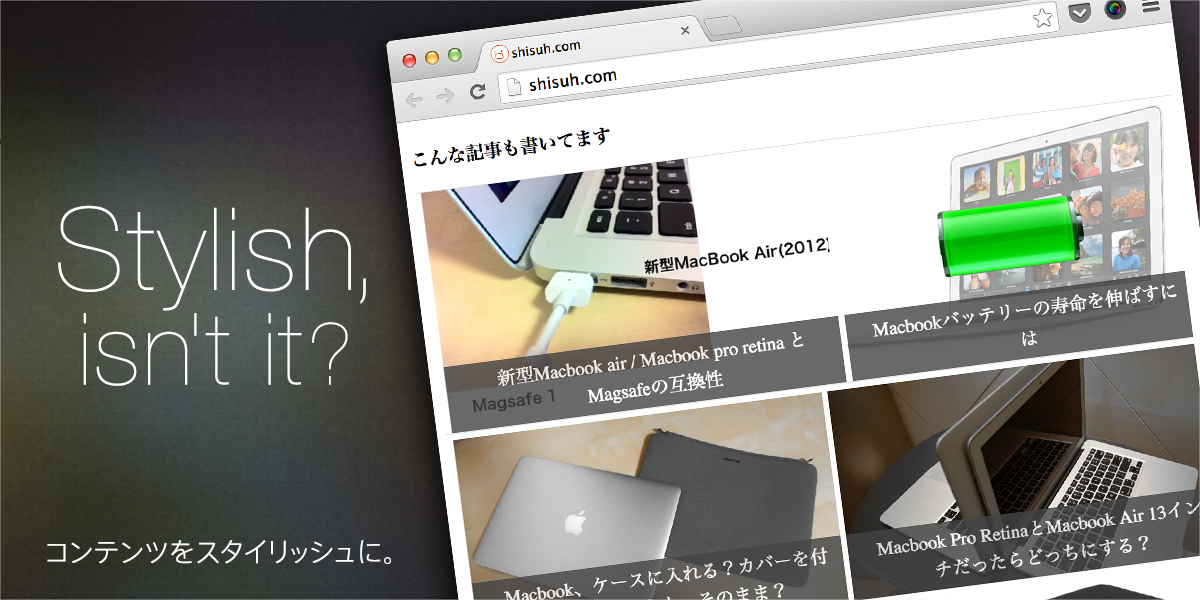 shisuh.com
shisuh.com
こんな記事も書いてます
新型MacBook Air(2012)
新型Macbook air / Macbook pro retina と
Magsafeの互換性
Magsafe 1
Macbookバッテリーの寿命を伸ばすに
は
Stylish,
isn't it?
コンテンツをスタイリッシュに。
Macbook、ケースに入れる？カバーを付
そのまま？
Macbook Pro RetinaとMacbook Air 13イン
チだったらどっちにする？